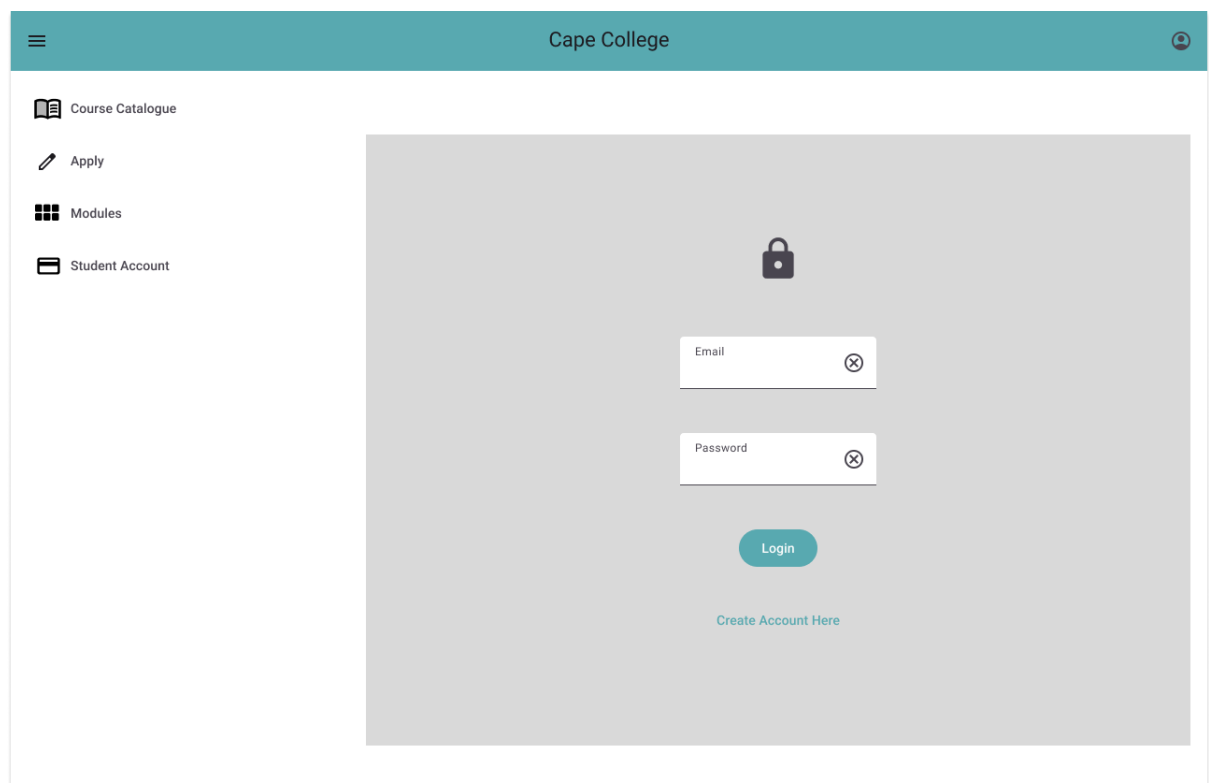 Cape College
Course Catalogue
Apply
Modules
Student Account
Email
Password
Login
Create Account Here